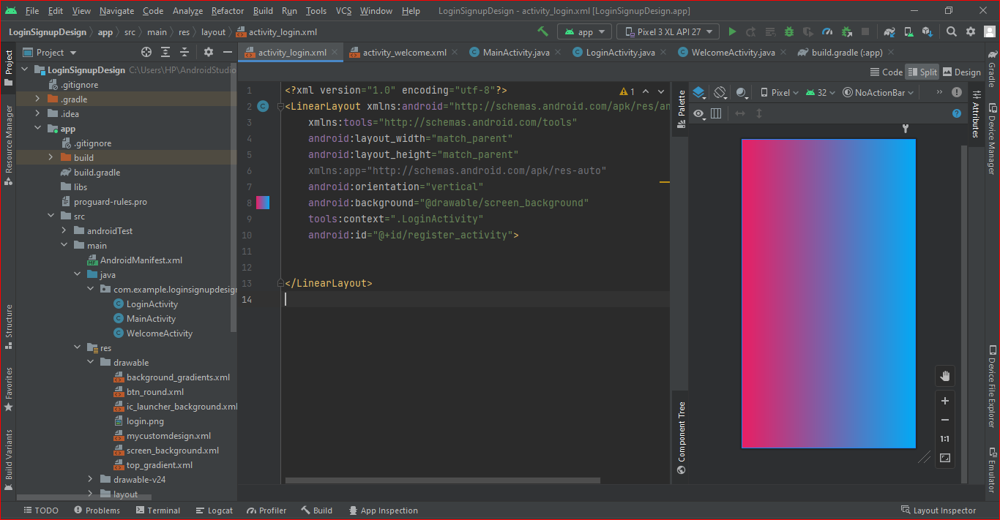 File Edit View Navigate Code Analyze Refactor Build Run Tools VCS Window Help LoginSignupDesign - activity_login.xml [LoginSignupDesign.app]
LoginSignupDesign app src main res layout activity_login.xml app Pixel 3 XL API 27
Project
Project
activity_login.xml activity_welcome.xml MainActivity.java LoginActivity.java WelcomeActivity.java build.gradle (:app)
Code Split Design
Resource Manager
Structure
Favorites
Build Variants
LoginSignupDesign C:\Users\HP\AndroidStudio
.gitignore
.gradle
.idea
app
.gitignore
build
build.gradle
libs
proguard-rules.pro
src
androidTest
main
AndroidManifest.xml
java
com.example.loginsignupdesign
LoginActivity
MainActivity
WelcomeActivity
res
drawable
background_gradients.xml
btn_round.xml
ic_launcher_background.xml
login.png
mycustomdesign.xml
screen_background.xml
top_gradient.xml
drawable-v24
layout
1 <?xml version="1.0" encoding="utf-8"?>
1
2 <LinearLayout xmlns:android="http://schemas.android.com/apk/res/an
3 xmlns:tools="http://schemas.android.com/tools"
4 android:layout_width="match_parent"
5 android:layout_height="match_parent"
6 xmlns:app="http://schemas.android.com/apk/res-auto"
7 android:orientation="vertical"
8 android:background="@drawable/screen_background"
9 tools:context=".LoginActivity"
10 android:id="@+id/register_activity">
11
12
13 </LinearLayout>
14
Palette
Component Tree
Pixel 32 NoActionBar
1:1
Attributes
Gradle
Device Manager
Device File Explorer
Emulator
TODO Problems Terminal Logcat Profiler Build App Inspection Layout Inspector